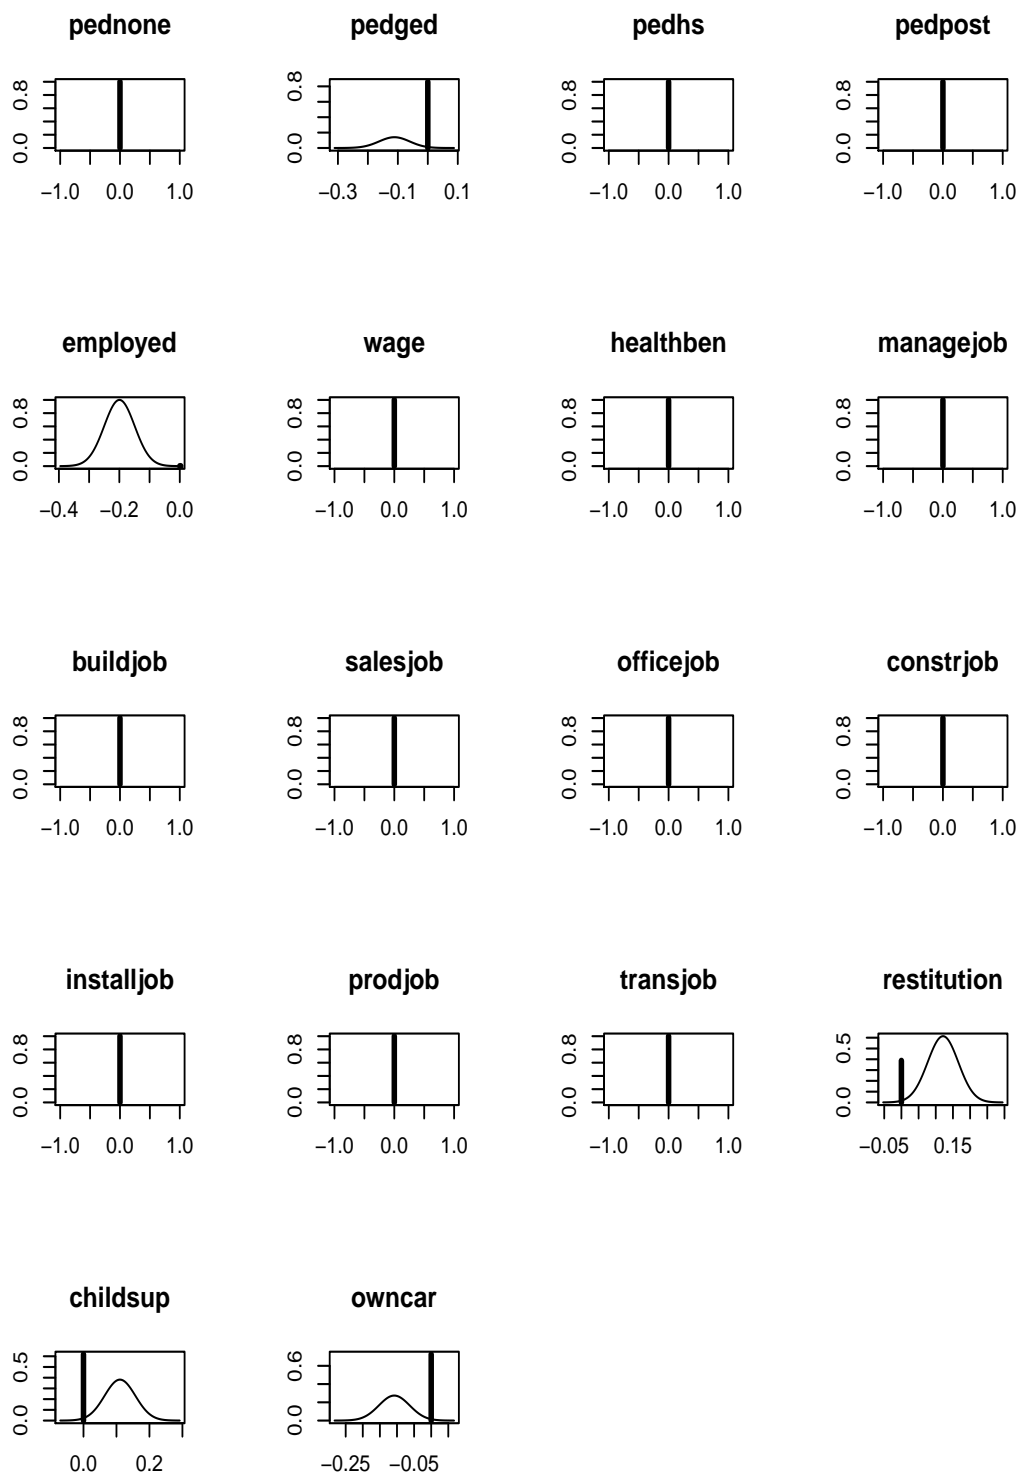 pednone pedged pedhs pedpost
0.8 0.8 0.8 0.8
0.0 0.0 0.0 0.0
−1.0 0.0 1.0 −0.3 −0.1 0.1 −1.0 0.0 1.0 −1.0 0.0 1.0
employed wage healthben managejob
0.8 0.8 0.8 0.8
0.0 0.0 0.0 0.0
−0.4 −0.2 0.0 −1.0 0.0 1.0 −1.0 0.0 1.0 −1.0 0.0 1.0
buildjob salesjob officejob constrjob
0.8 0.8 0.8 0.8
0.0 0.0 0.0 0.0
−1.0 0.0 1.0 −1.0 0.0 1.0 −1.0 0.0 1.0 −1.0 0.0 1.0
installjob prodjob transjob restitution
0.8 0.8 0.8 0.5
0.0 0.0 0.0 0.0
−1.0 0.0 1.0 −1.0 0.0 1.0 −1.0 0.0 1.0 −0.05 0.15
childsup owncar
0.5 0.6
0.0 0.0
0.0 0.2 −0.25 −0.05